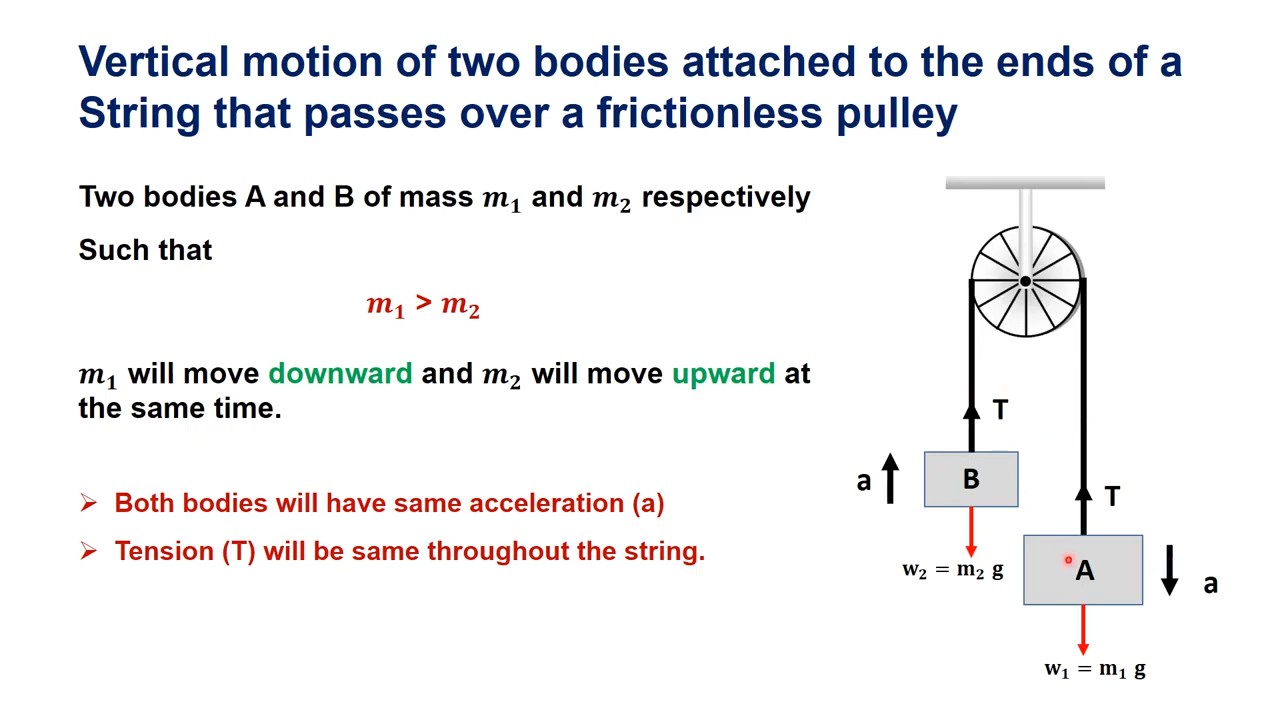 Vertical motion of two bodies attached to the ends of a
String that passes over a frictionless pulley
Two bodies A and B of mass m₁ and m₂ respectively
Such that
m₁ > m₂
m₁ will move downward and m₂ will move upward at
the same time.
➢ Both bodies will have same acceleration (a)
➢ Tension (T) will be same throughout the string.
T
a
B
T
w₂ = m₂ g
A
a
w₁ = m₁ g